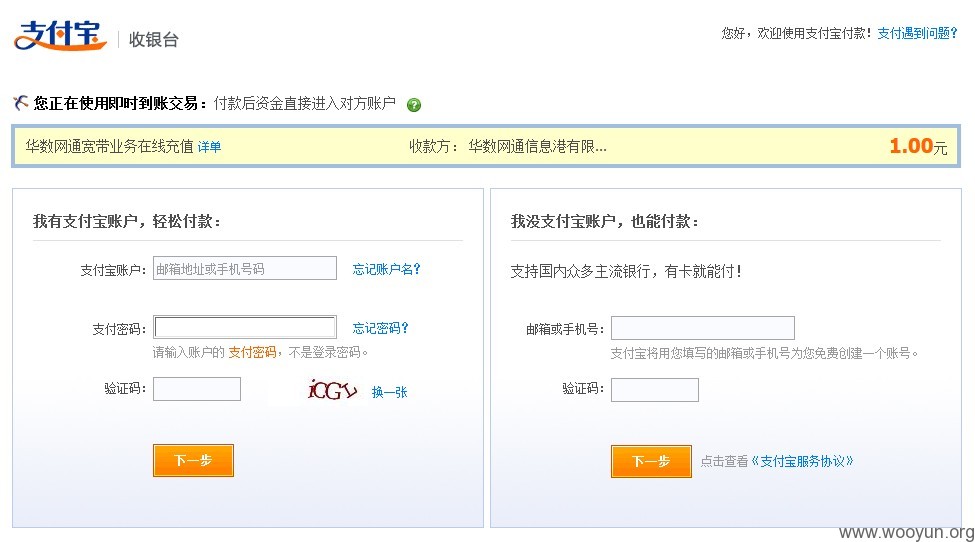 支付宝 收银台
您好，欢迎使用支付宝付款！支付遇到问题？
您正在使用即时到账交易：付款后资金直接进入对方账户 ?
华数网通宽带业务在线充值 详单 收款方：华数网通信息港有限... 1.00元
我有支付宝账户，轻松付款：
支付宝账户：邮箱地址或手机号码 忘记账户名？
支付密码： 忘记密码？
请输入账户的 支付密码，不是登录密码。
验证码： iCGY 换一张
下一步
我没支付宝账户，也能付款：
支持国内众多主流银行，有卡就能付！
邮箱或手机号：
支付宝将用您填写的邮箱或手机号为您免费创建一个账号。
验证码：
下一步 点击查看《支付宝服务协议》
www.wooyun.org